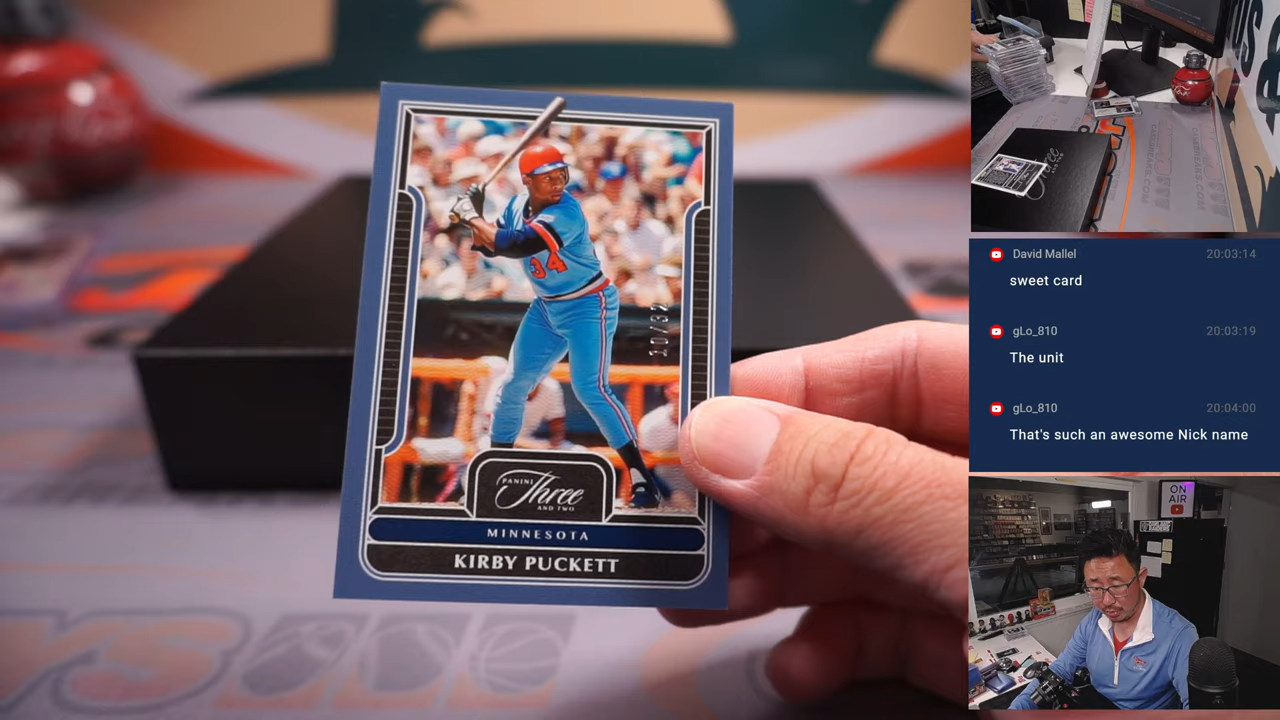 34
10/32
PANINI
Three
AND TWO
MINNESOTA
KIRBY PUCKETT
David Mallel 20:03:14
sweet card
gLo_810 20:03:19
The unit
gLo_810 20:04:00
That's such an awesome Nick name
ON
AIR